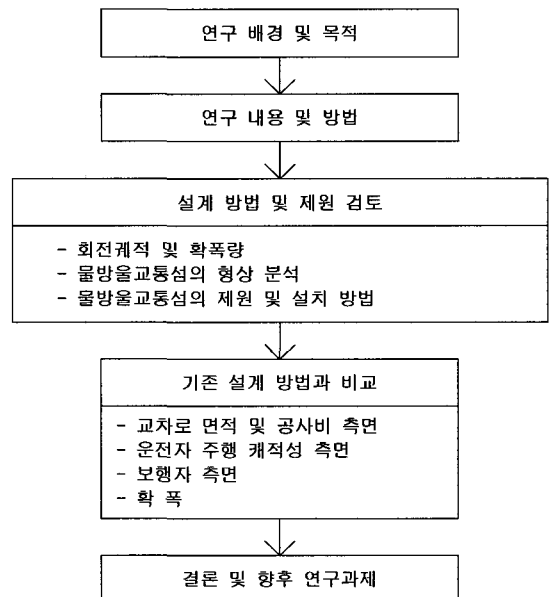 연구 배경 및 목적
연구 내용 및 방법
설계 방법 및 제원 검토
- 회전궤적 및 확폭량
- 물방울교통섬의 형상 분석
- 물방울교통섬의 제원 및 설치 방법
기존 설계 방법과 비교
- 교차로 면적 및 공사비 측면
- 운전자 주행 캐적성 측면
- 보행자 측면
- 확 폭
결론 및 향후 연구과제